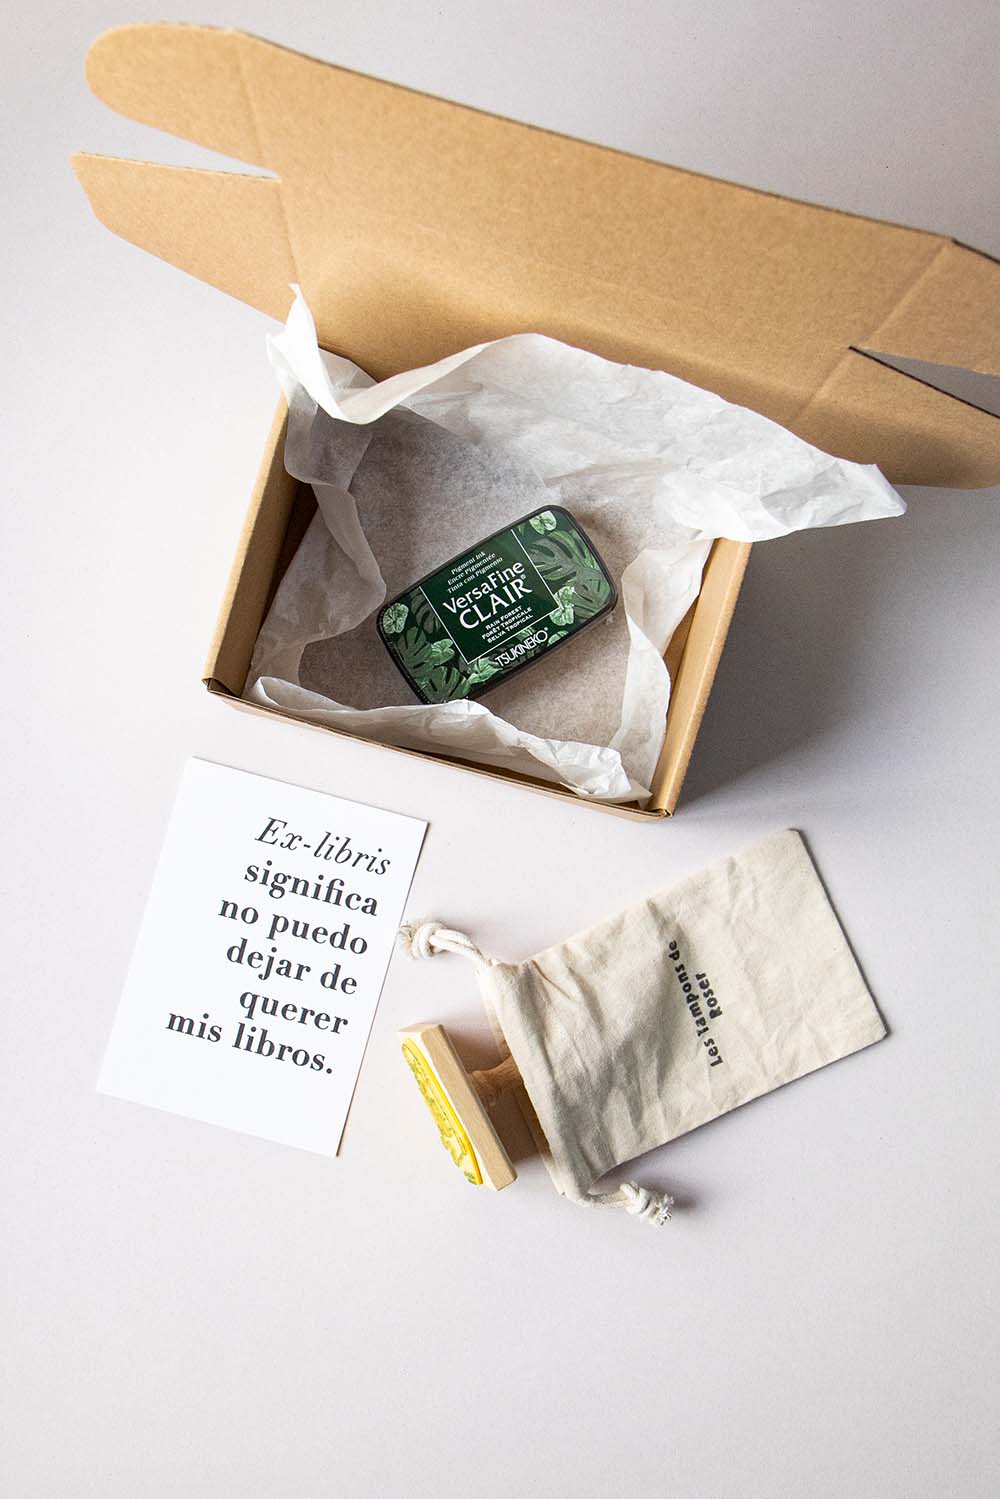 Pigment Ink
Encre Pigmentée
Tinta con Pigmento
VersaFine
CLAIR®
RAIN FOREST
FORÊT TROPICALE
SELVA TROPICAL
TSUKINEKO®
Ex-libris
significa
no puedo
dejar de
querer
mis libros.
Les Tampons de
Roser